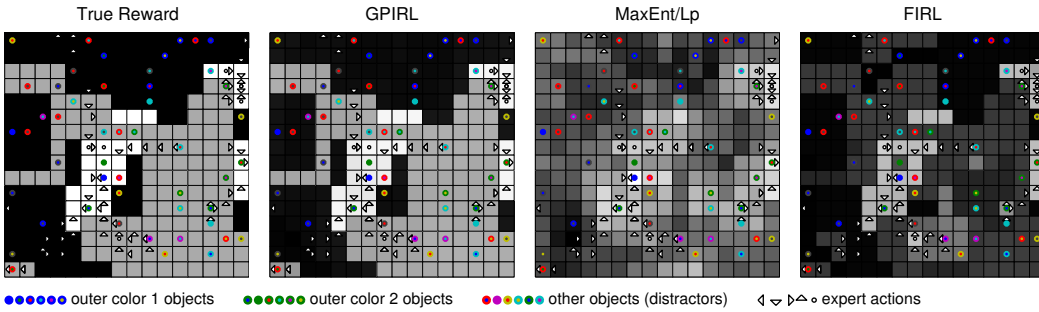 True Reward GPIRL MaxEnt/Lp FIRL
outer color 1 objects outer color 2 objects other objects (distractors) expert actions